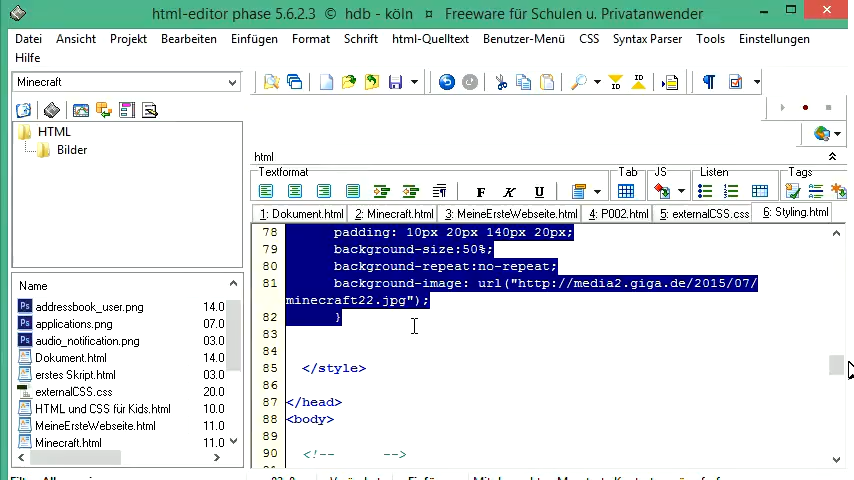 html-editor phase 5.6.2.3 © hdb - köln ¤ Freeware für Schulen u. Privatanwender
Datei Ansicht Projekt Bearbeiten Einfügen Format Schrift html-Quelltext Benutzer-Menü CSS Syntax Parser Tools Einstellungen
Hilfe
Minecraft
HTML
Bilder
html
Textformat Tab JS Listen Tags
F K U
1: Dokument.html 2: Minecraft.html 3: MeineErsteWebseite.html 4: P002.html 5: externalCSS.css 6: Styling.html
78 padding: 10px 20px 140px 20px;
79 background-size:50%;
80 background-repeat:no-repeat;
81 background-image: url("http://media2.giga.de/2015/07/
minecraft22.jpg");
82 }
83
84
85 </style>
86
87 </head>
88 <body>
89
90 <!-- -->
Name
addressbook_user.png 14.0
applications.png 07.0
audio_notification.png 03.0
Dokument.html 14.0
erstes Skript.html 03.0
externalCSS.css 20.0
HTML und CSS für Kids.html 10.0
MeineErsteWebseite.html 11.0
Minecraft.html 11.0